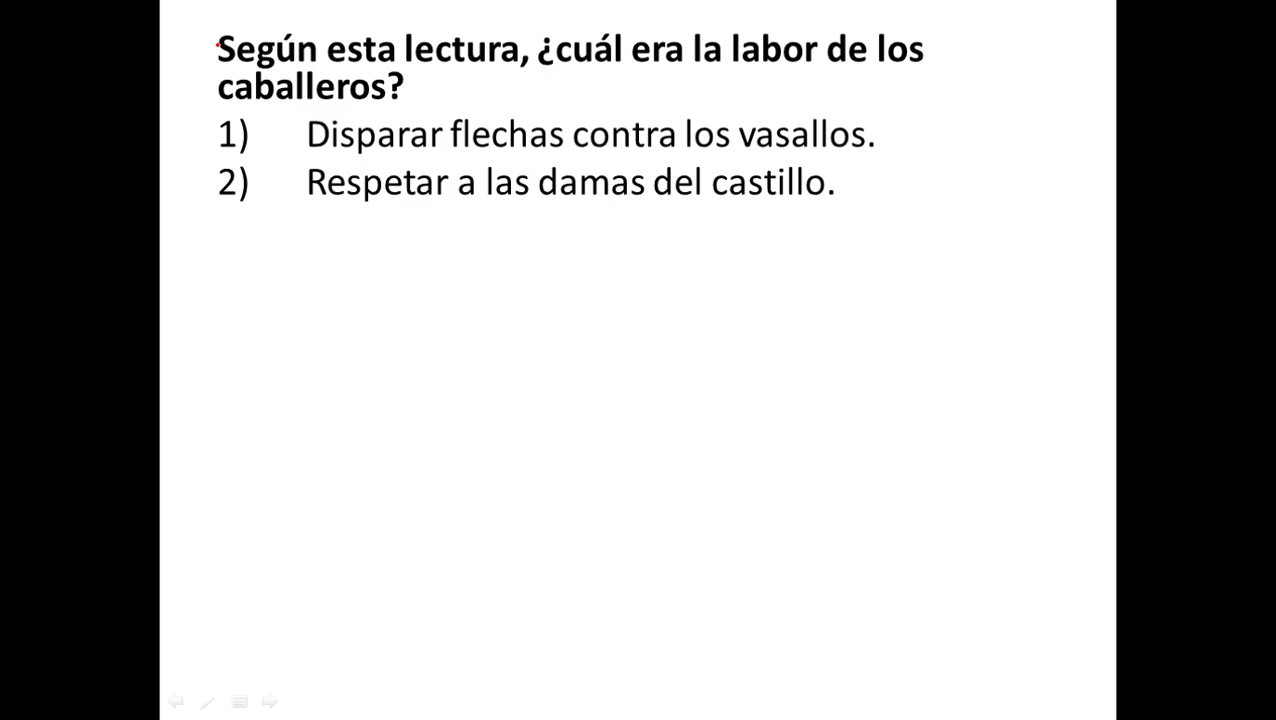 Según esta lectura, ¿cuál era la labor de los
caballeros?
1) Disparar flechas contra los vasallos.
2) Respetar a las damas del castillo.